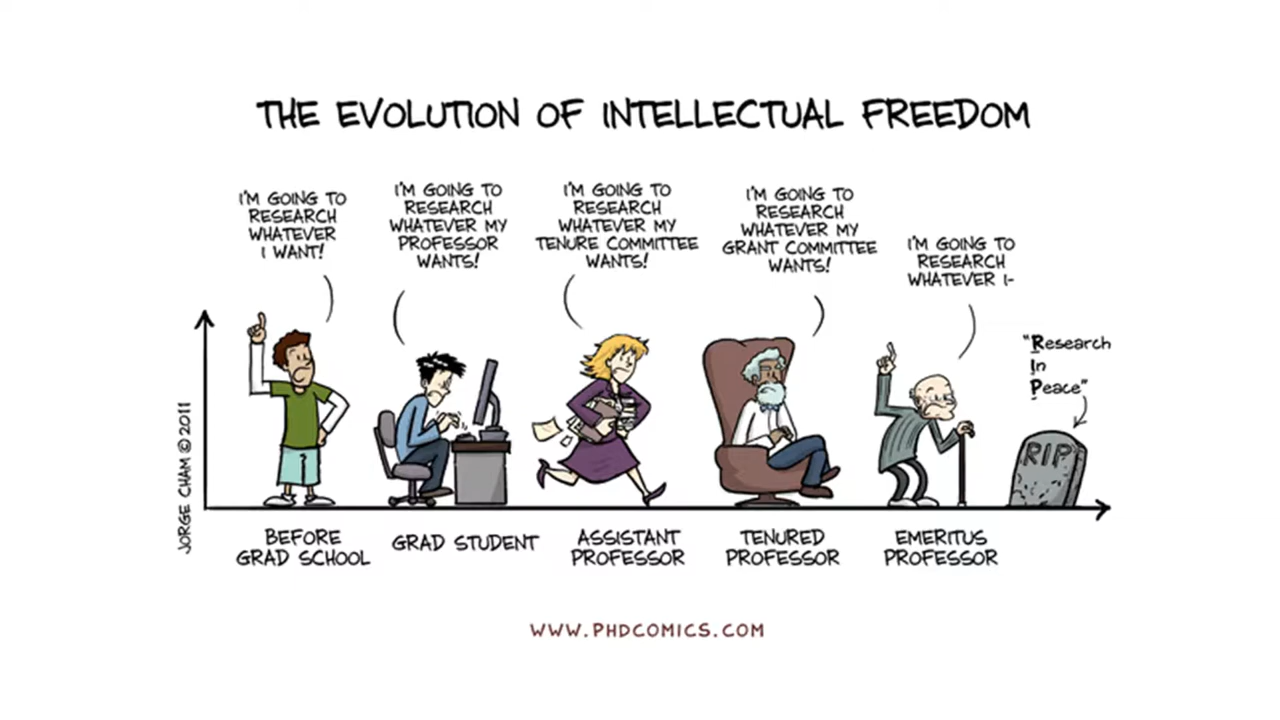 THE EVOLUTION OF INTELLECTUAL FREEDOM
I'M GOING TO
RESEARCH
WHATEVER
I WANT!
I'M GOING TO
RESEARCH
WHATEVER MY
PROFESSOR
WANTS!
I'M GOING TO
RESEARCH
WHATEVER MY
TENURE COMMITTEE
WANTS!
I'M GOING TO
RESEARCH
WHATEVER MY
GRANT COMMITTEE
WANTS!
I'M GOING TO
RESEARCH
WHATEVER I-
"Research
In
Peace"
RIP
JORGE CHAM © 2011
BEFORE
GRAD SCHOOL
GRAD STUDENT
ASSISTANT
PROFESSOR
TENURED
PROFESSOR
EMERITUS
PROFESSOR
WWW.PHDCOMICS.COM